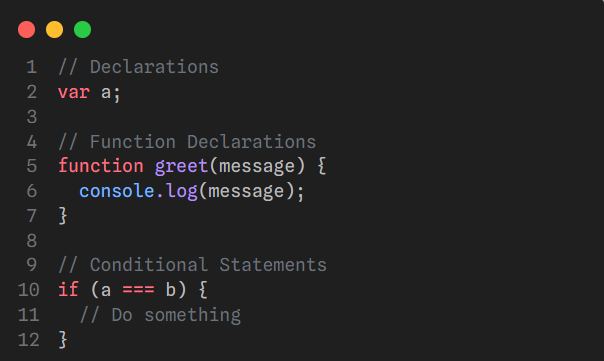 1 // Declarations
2 var a;
3
4 // Function Declarations
5 function greet(message) {
6   console.log(message);
7 }
8
9 // Conditional Statements
10 if (a === b) {
11   // Do something
12 }